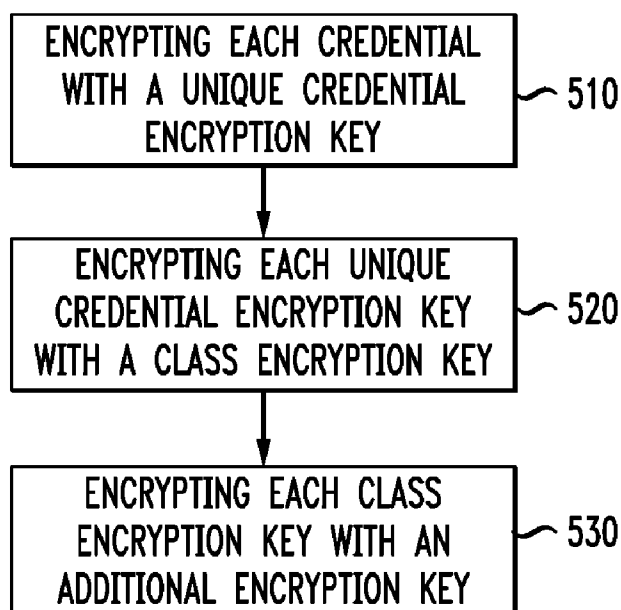 ENCRYPTING EACH CREDENTIAL
WITH A UNIQUE CREDENTIAL
ENCRYPTION KEY
510
ENCRYPTING EACH UNIQUE
CREDENTIAL ENCRYPTION KEY
WITH A CLASS ENCRYPTION KEY
520
ENCRYPTING EACH CLASS
ENCRYPTION KEY WITH AN
ADDITIONAL ENCRYPTION KEY
530